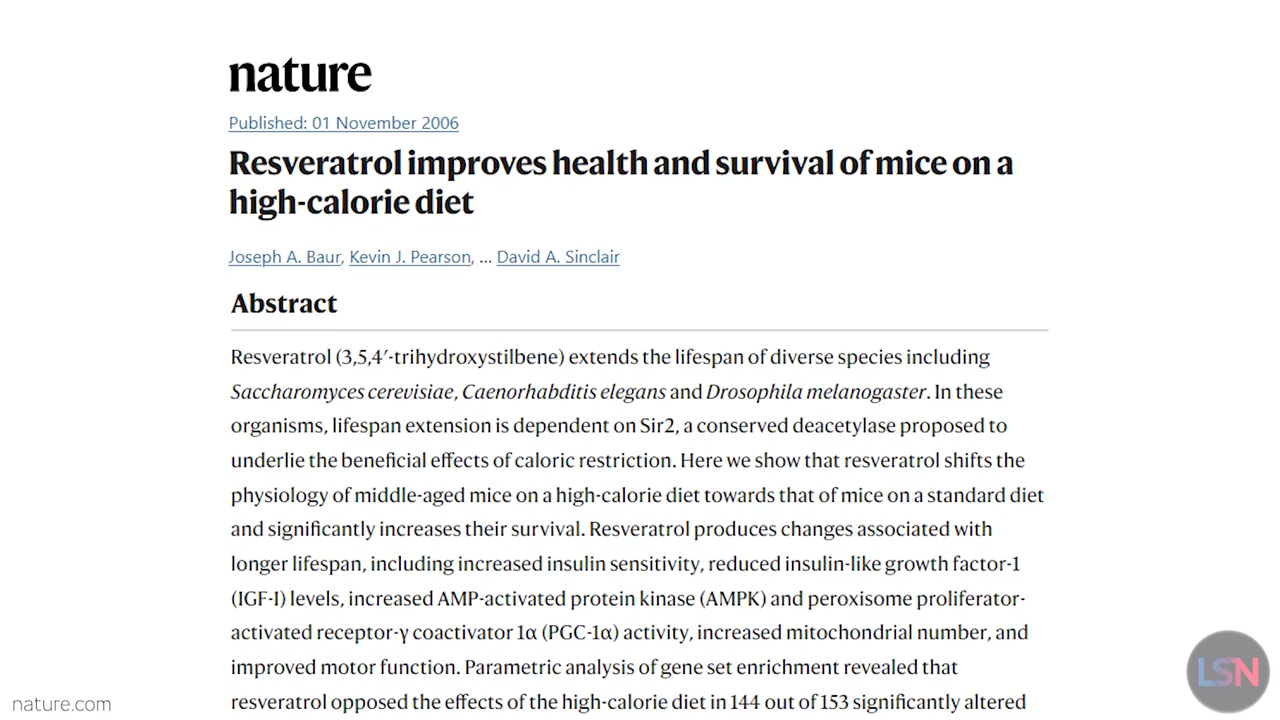 nature
Published: 01 November 2006
Resveratrol improves health and survival of mice on a
high-calorie diet
Joseph A. Baur, Kevin J. Pearson, ... David A. Sinclair
Abstract
Resveratrol (3,5,4′-trihydroxystilbene) extends the lifespan of diverse species including
Saccharomyces cerevisiae, Caenorhabditis elegans and Drosophila melanogaster. In these
organisms, lifespan extension is dependent on Sir2, a conserved deacetylase proposed to
underlie the beneficial effects of caloric restriction. Here we show that resveratrol shifts the
physiology of middle-aged mice on a high-calorie diet towards that of mice on a standard diet
and significantly increases their survival. Resveratrol produces changes associated with
longer lifespan, including increased insulin sensitivity, reduced insulin-like growth factor-1
(IGF-I) levels, increased AMP-activated protein kinase (AMPK) and peroxisome proliferator-
activated receptor-γ coactivator 1α (PGC-1α) activity, increased mitochondrial number, and
improved motor function. Parametric analysis of gene set enrichment revealed that
resveratrol opposed the effects of the high-calorie diet in 144 out of 153 significantly altered
nature.com
LSN